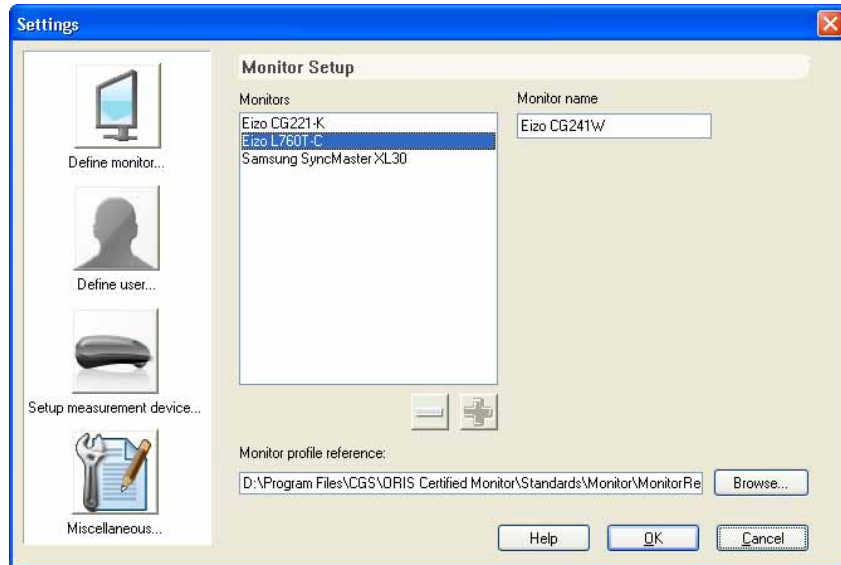 Settings
Define monitor...
Define user...
Setup measurement device...
Miscellaneous...
Monitor Setup
Monitors
Eizo CG221-K
Eizo L760T-C
Samsung SyncMaster XL30
Monitor name
Eizo CG241W
Monitor profile reference:
D:\Program Files\CGS\ORIS Certified Monitor\Standards\Monitor\MonitorRe
Browse...
Help
OK
Cancel